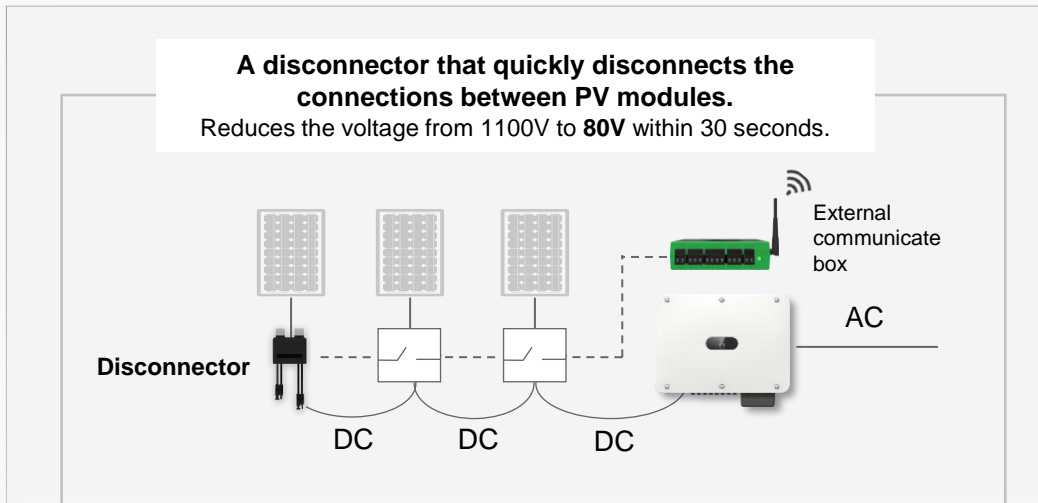 A disconnector that quickly disconnects the
connections between PV modules.
Reduces the voltage from 1100V to 80V within 30 seconds.
External
communicate
box
AC
Disconnector
DC
DC
DC